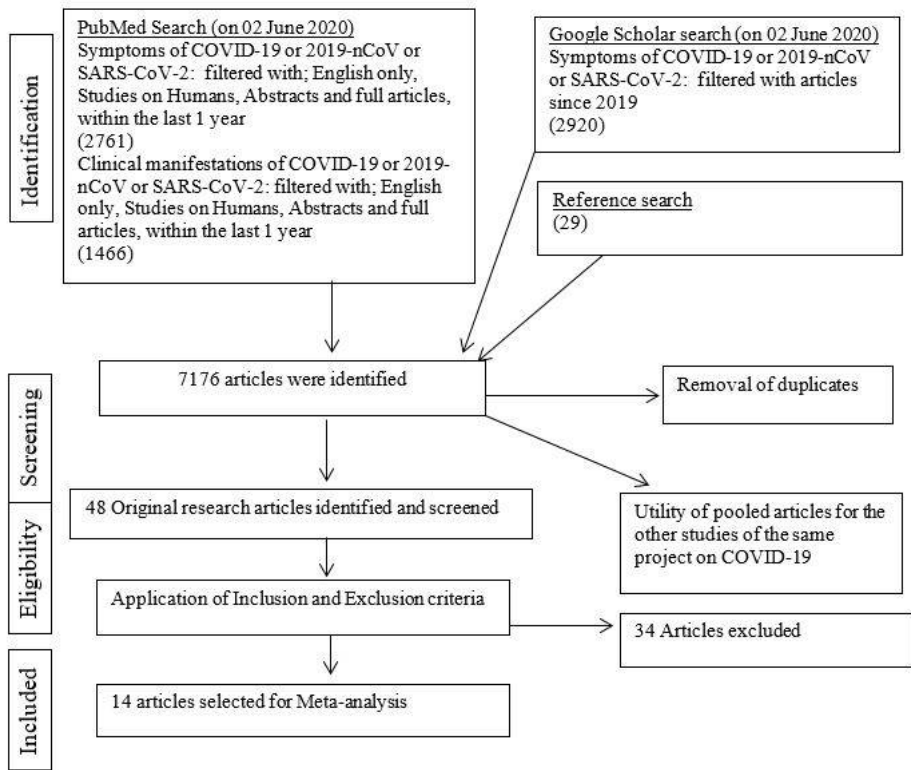 Identification
PubMed Search (on 02 June 2020)
Symptoms of COVID-19 or 2019-nCoV or
SARS-CoV-2: filtered with; English only,
Studies on Humans, Abstracts and full articles,
within the last 1 year
(2761)
Clinical manifestations of COVID-19 or 2019-
nCoV or SARS-CoV-2: filtered with; English
only, Studies on Humans, Abstracts and full
articles, within the last 1 year
(1466)
Google Scholar search (on 02 June 2020)
Symptoms of COVID-19 or 2019-nCoV
or SARS-CoV-2: filtered with articles
since 2019
(2920)
Reference search
(29)
Screening
7176 articles were identified
Removal of duplicates
48 Original research articles identified and screened
Utility of pooled articles for the
other studies of the same
project on COVID-19
Eligibility
Application of Inclusion and Exclusion criteria
34 Articles excluded
Included
14 articles selected for Meta-analysis